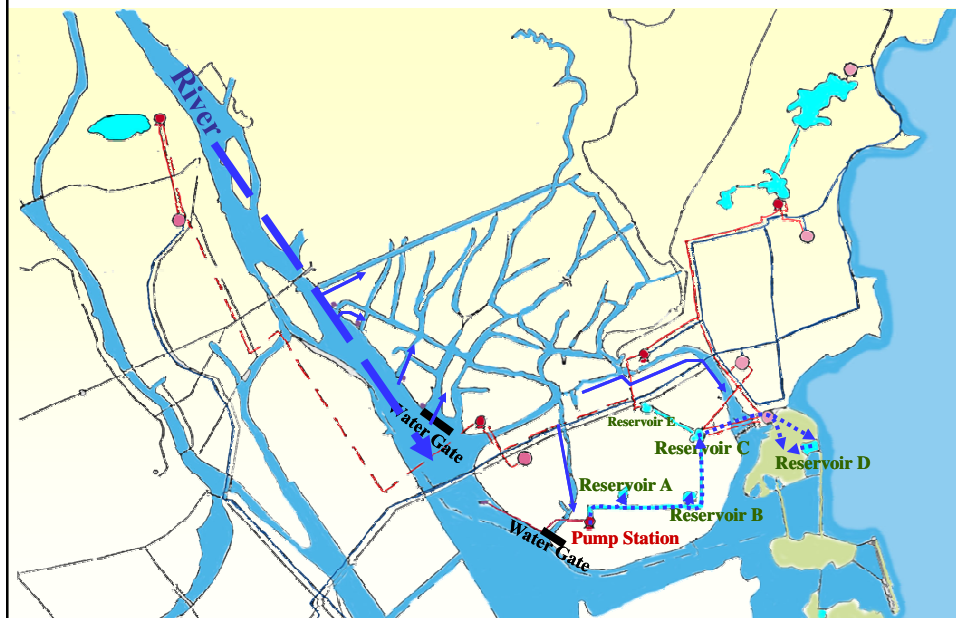 River
Water Gate
Reservoir E
Reservoir C
Reservoir D
Reservoir A
Reservoir B
Pump Station
Water Gate